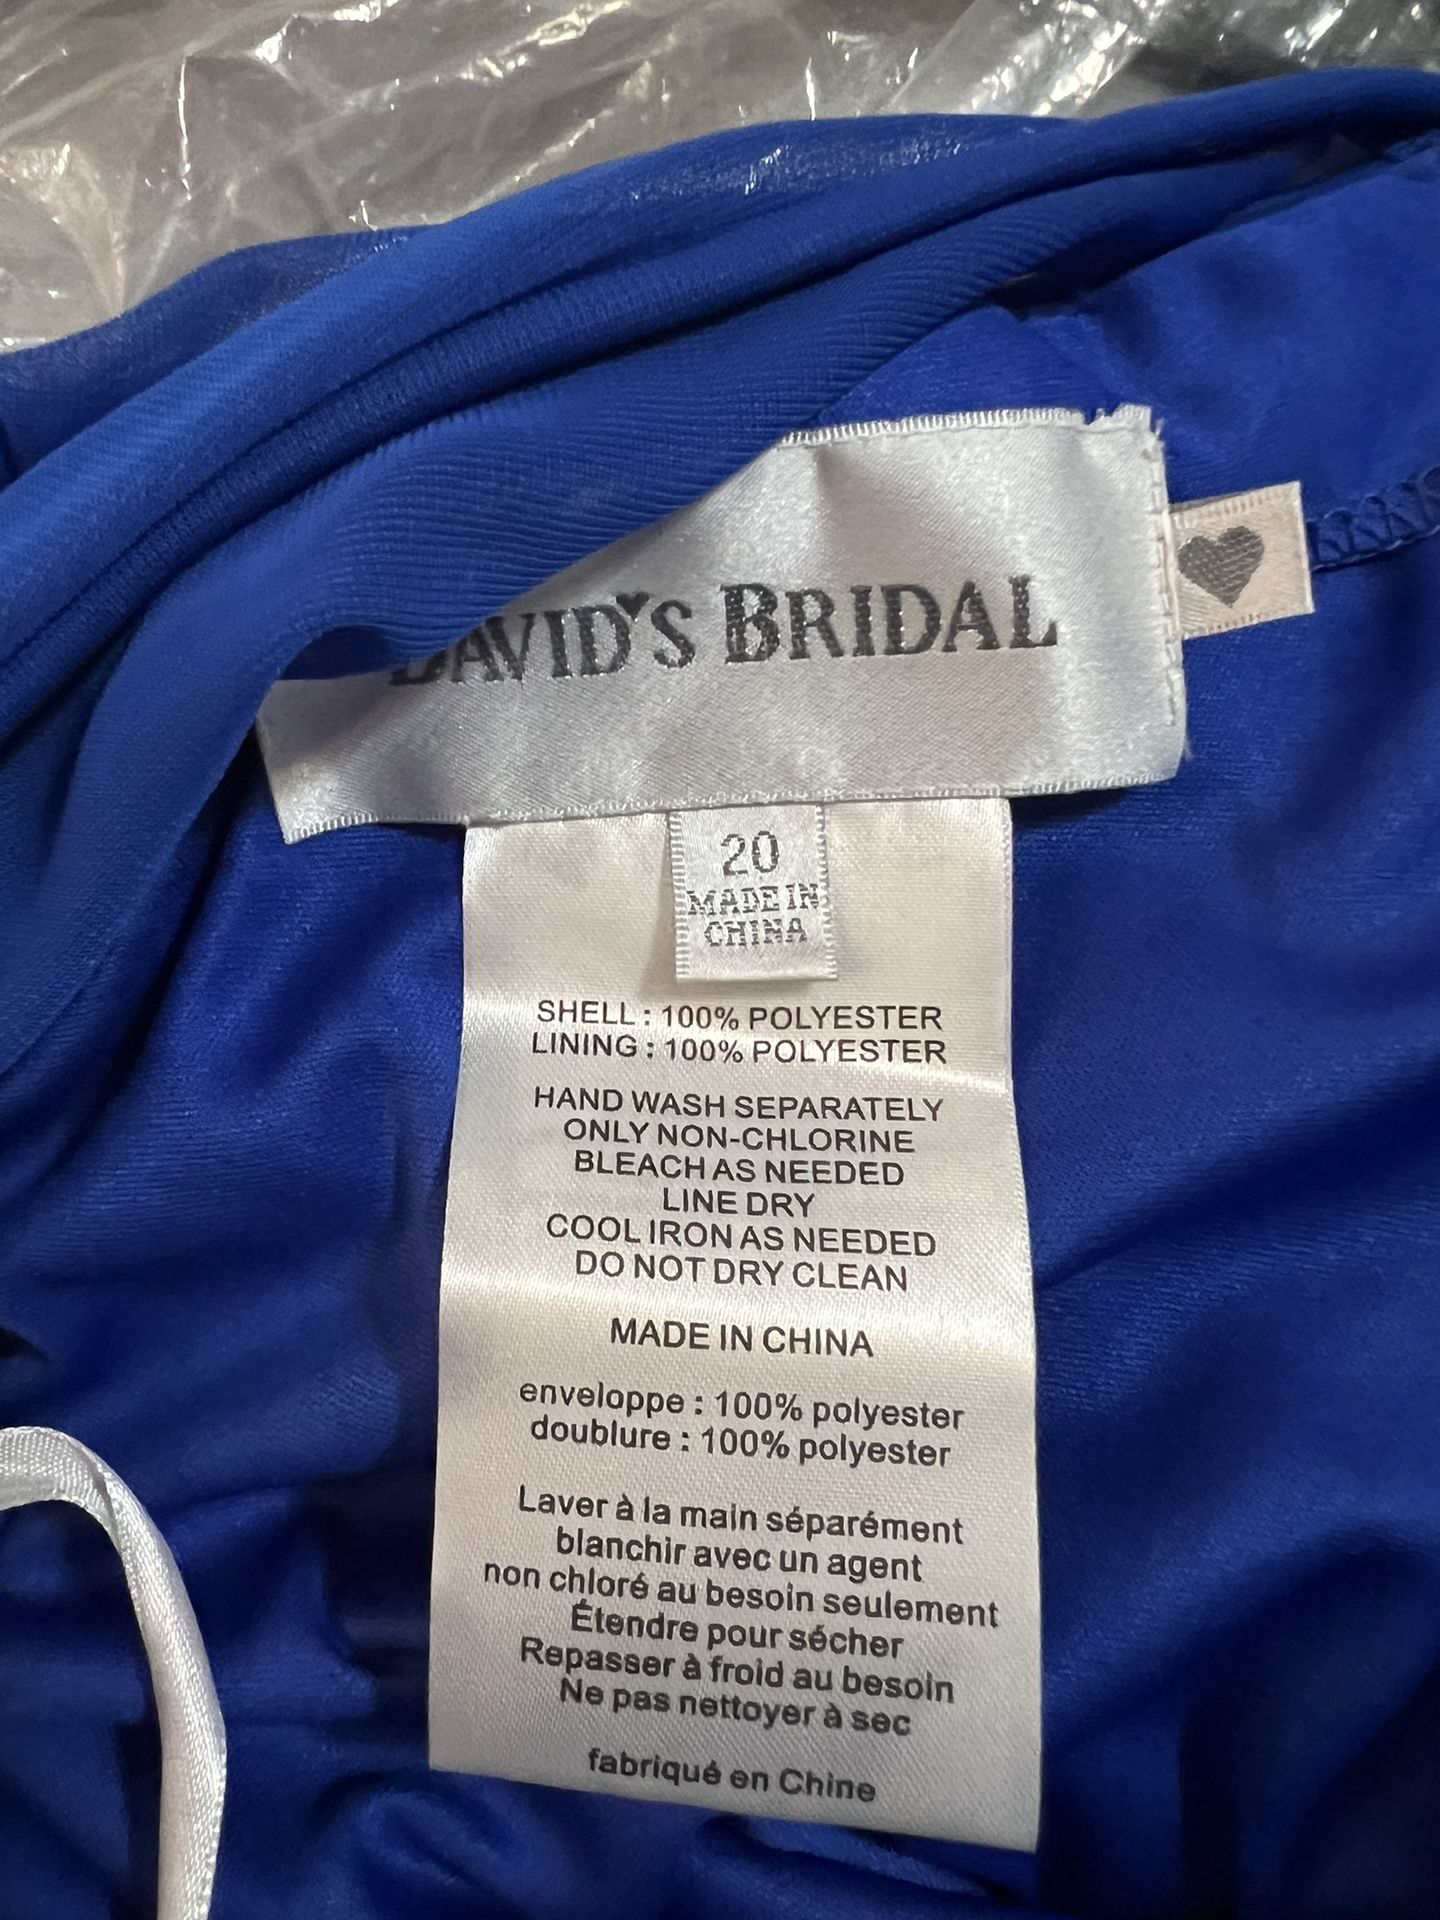 DAVID'S BRIDAL
20
MADE IN
CHINA
SHELL : 100% POLYESTER
LINING : 100% POLYESTER
HAND WASH SEPARATELY
ONLY NON-CHLORINE
BLEACH AS NEEDED
LINE DRY
COOL IRON AS NEEDED
DO NOT DRY CLEAN
MADE IN CHINA
enveloppe : 100% polyester
doublure : 100% polyester
Laver à la main séparément
blanchir avec un agent
non chloré au besoin seulement
Étendre pour sécher
Repasser à froid au besoin
Ne pas nettoyer à sec
fabriqué en Chine